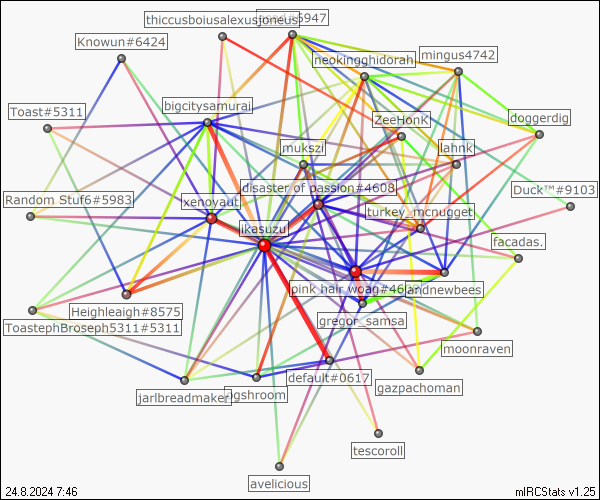 thiccusboiusalexusjoneus
#5947
Knowun#6424
neokingghidorah
mingus4742
bigcitysamurai
Toast#5311
ZeeHonK
doggerdig
mukszi
lahnk
disaster of passion#4608
Duck™#9103
Random Stuf6#5983
xenoyaut
turkey_mcnugget
ikasuzu
facadas.
pink hair woag#46
andnewbees
Heighleaigh#8575
gregor_samsa
ToastephBroseph5311#5311
moonraven
default#0617
gazpachoman
jarlbreadmaker
gshroom
tescoroll
avelicious
24.8.2024 7:46
mIRCStats v1.25